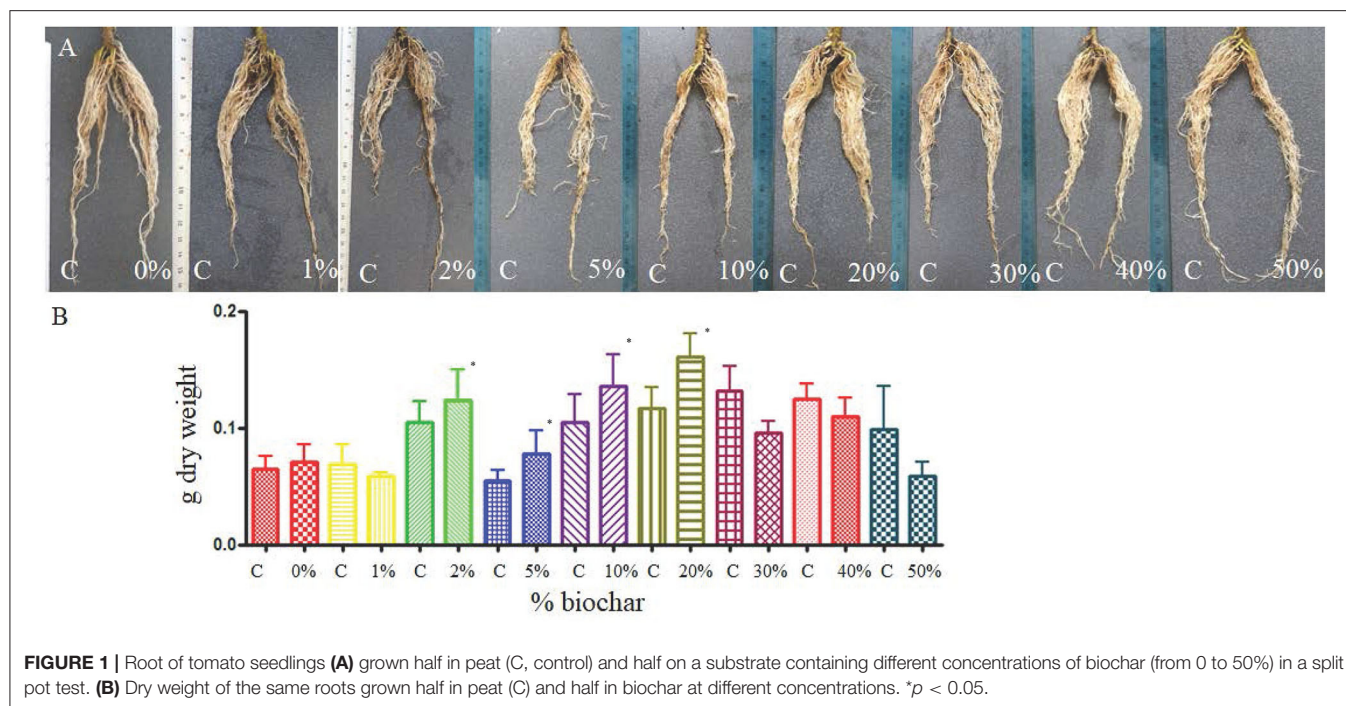 A
C 0% C 1% C 2% C 5% C 10% C 20% C 30% C 40% C 50%
B
0.2
0.1
0.0
g dry weight
* * * *
C 0% C 1% C 2% C 5% C 10% C 20% C 30% C 40% C 50%
% biochar
FIGURE 1 | Root of tomato seedlings (A) grown half in peat (C, control) and half on a substrate containing different concentrations of biochar (from 0 to 50%) in a split
pot test. (B) Dry weight of the same roots grown half in peat (C) and half in biochar at different concentrations. *p < 0.05.